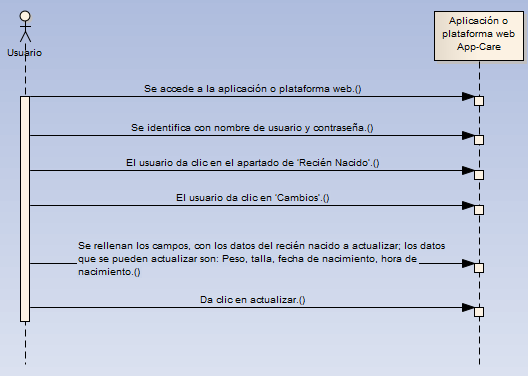 Aplicación o
plataforma web
App-Care
Usuario
Se accede a la aplicación o plataforma web.()
Se identifica con nombre de usuario y contraseña.()
El usuario da clic en el apartado de 'Recién Nacido'.()
El usuario da clic en 'Cambios'.()
Se rellenan los campos, con los datos del recién nacido a actualizar; los datos
que se pueden actualizar son: Peso, talla, fecha de nacimiento, hora de
nacimiento.()
Da clic en actualizar.()